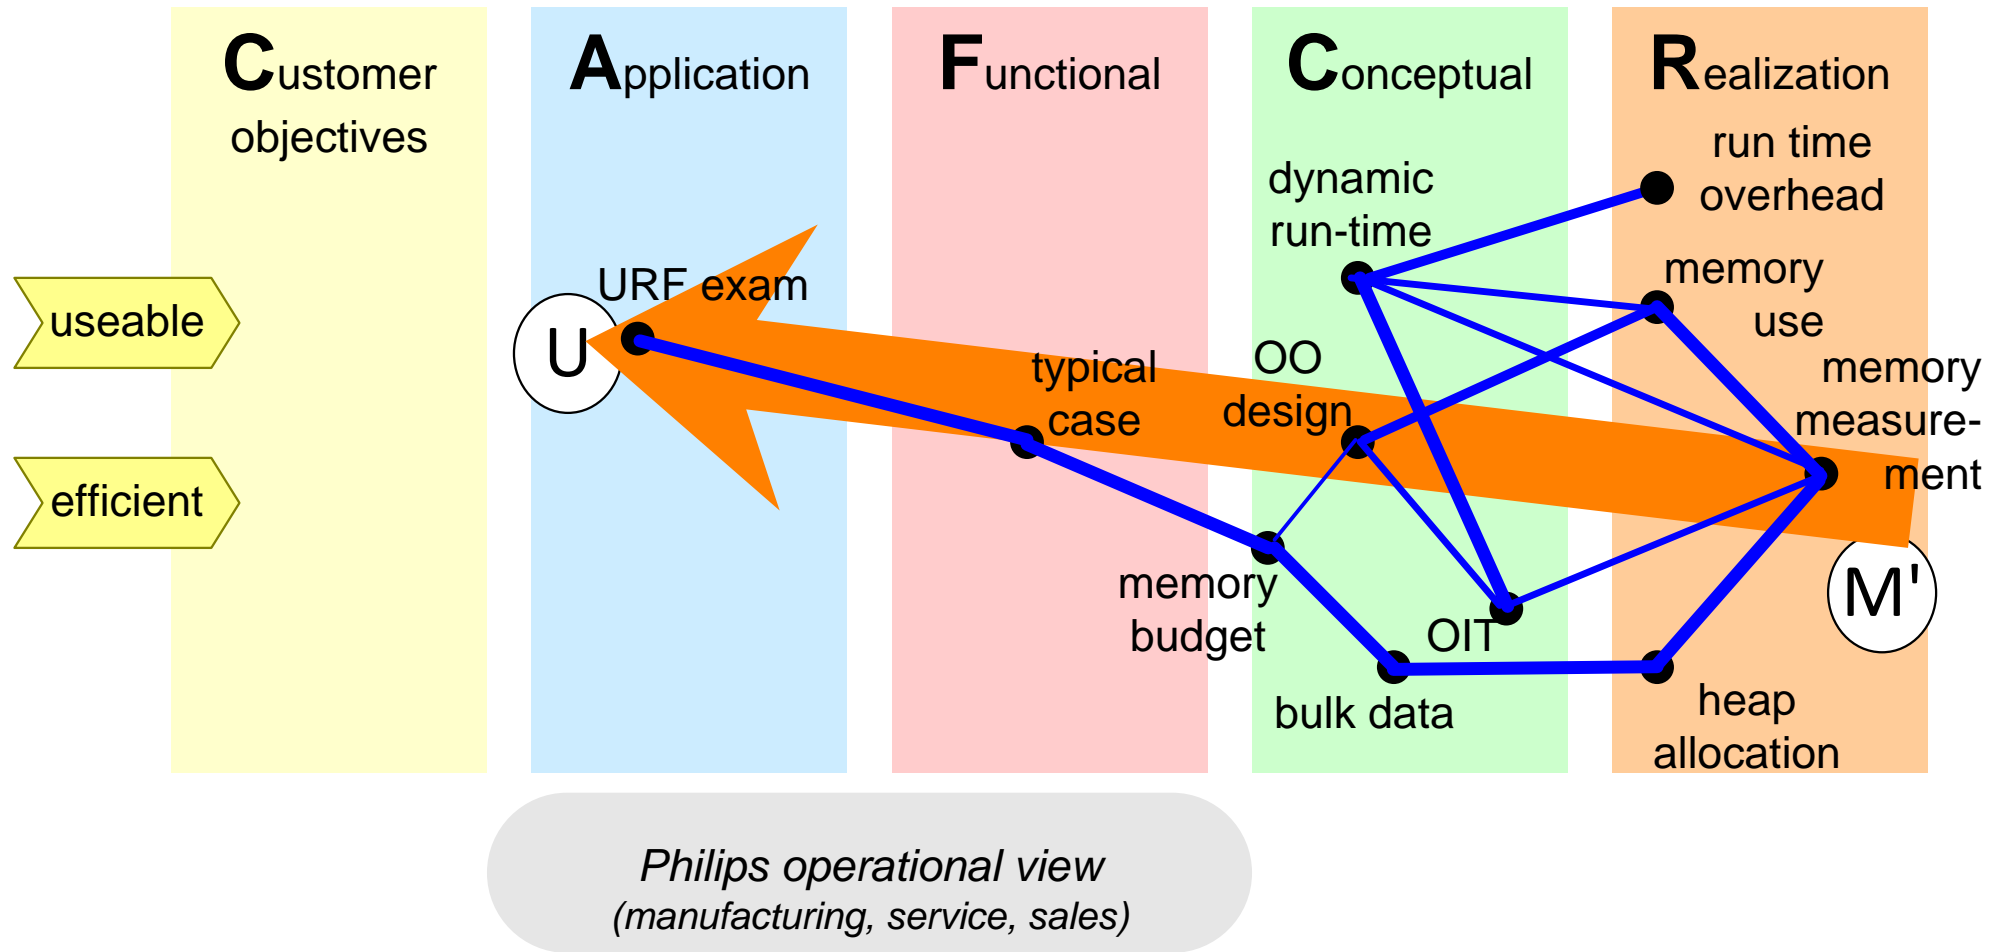 Customer
objectives
Application
Functional
Conceptual
Realization
useable
efficient
U
URF exam
typical
case
dynamic
run-time
OO
design
memory
budget
OIT
bulk data
run time
overhead
memory
use
memory
measure-
ment
M'
heap
allocation
Philips operational view
(manufacturing, service, sales)